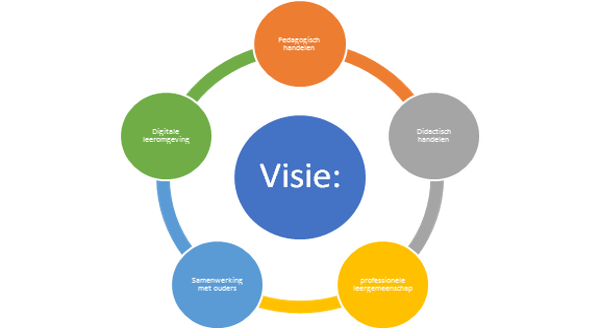 Pedagogisch
handelen
Didactisch
handelen
professionele
leergemeenschap
Samenwerking
met ouders
Digitale
leeromgeving
Visie: